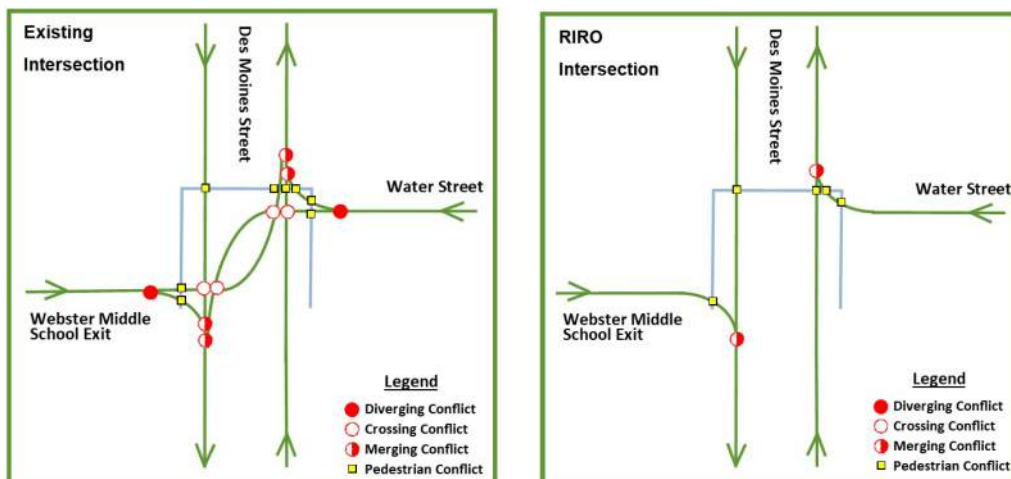 Existing
Intersection
Des Moines Street
Water Street
Webster Middle
School Exit
Legend
Diverging Conflict
Crossing Conflict
Merging Conflict
Pedestrian Conflict
RIRO
Intersection
Des Moines Street
Water Street
Webster Middle
School Exit
Legend
Diverging Conflict
Crossing Conflict
Merging Conflict
Pedestrian Conflict